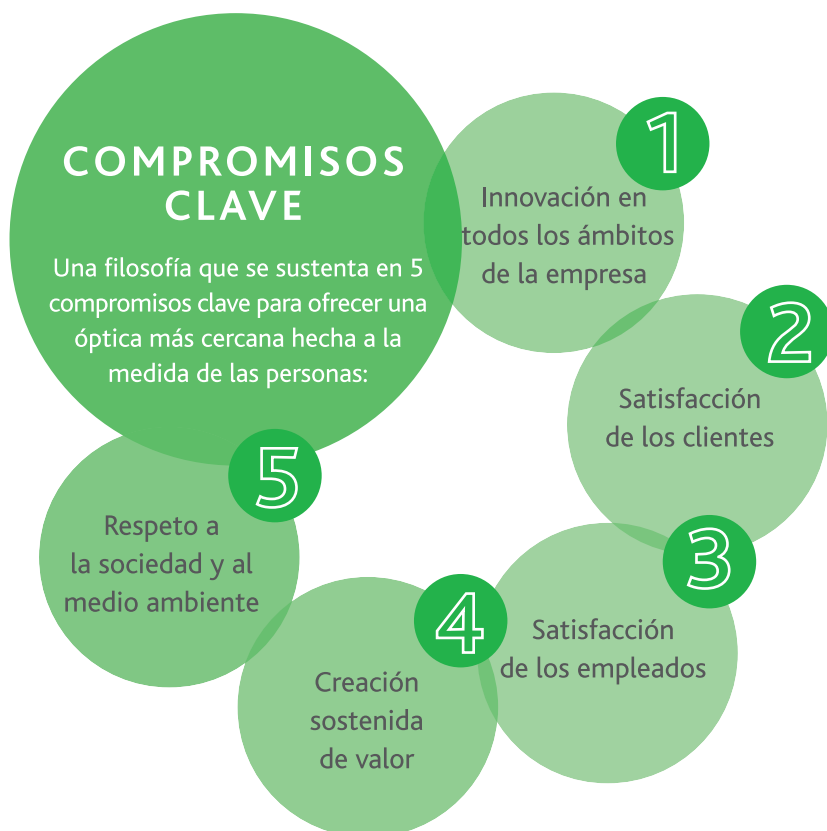 COMPROMISOS
CLAVE
Una filosofía que se sustenta en 5
compromisos clave para ofrecer una
óptica más cercana hecha a la
medida de las personas:
1
Innovación en
todos los ámbitos
de la empresa
2
Satisfacción
de los clientes
3
Satisfacción
de los empleados
4
Creación
sostenida
de valor
5
Respeto a
la sociedad y al
medio ambiente